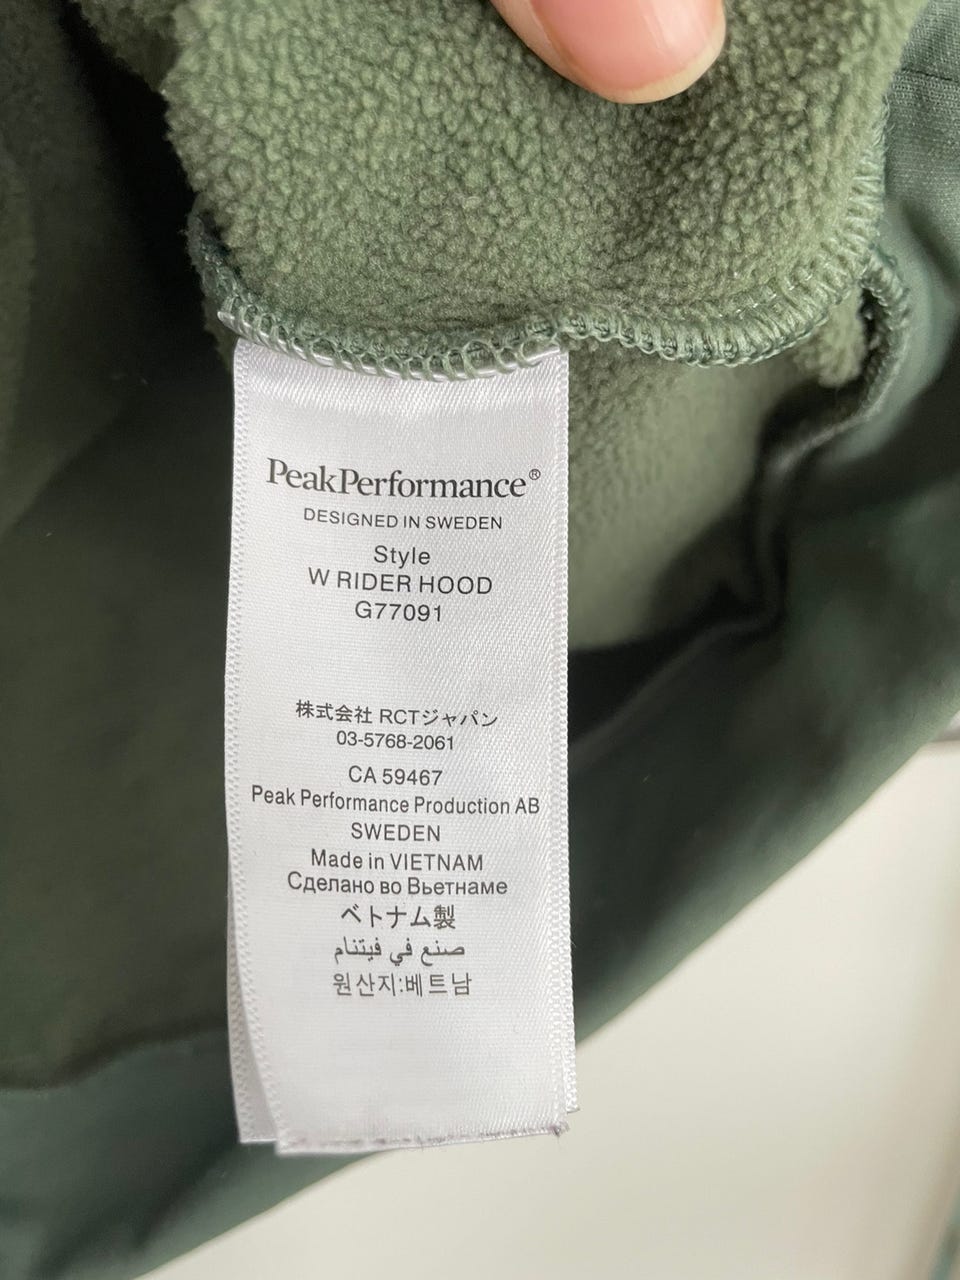 PeakPerformance®
DESIGNED IN SWEDEN
Style
W RIDER HOOD
G77091
株式会社 RCTジャパン
03-5768-2061
CA 59467
Peak Performance Production AB
SWEDEN
Made in VIETNAM
Сделано во Вьетнаме
ベトナム製
صنع في فيتنام
원산지:베트남